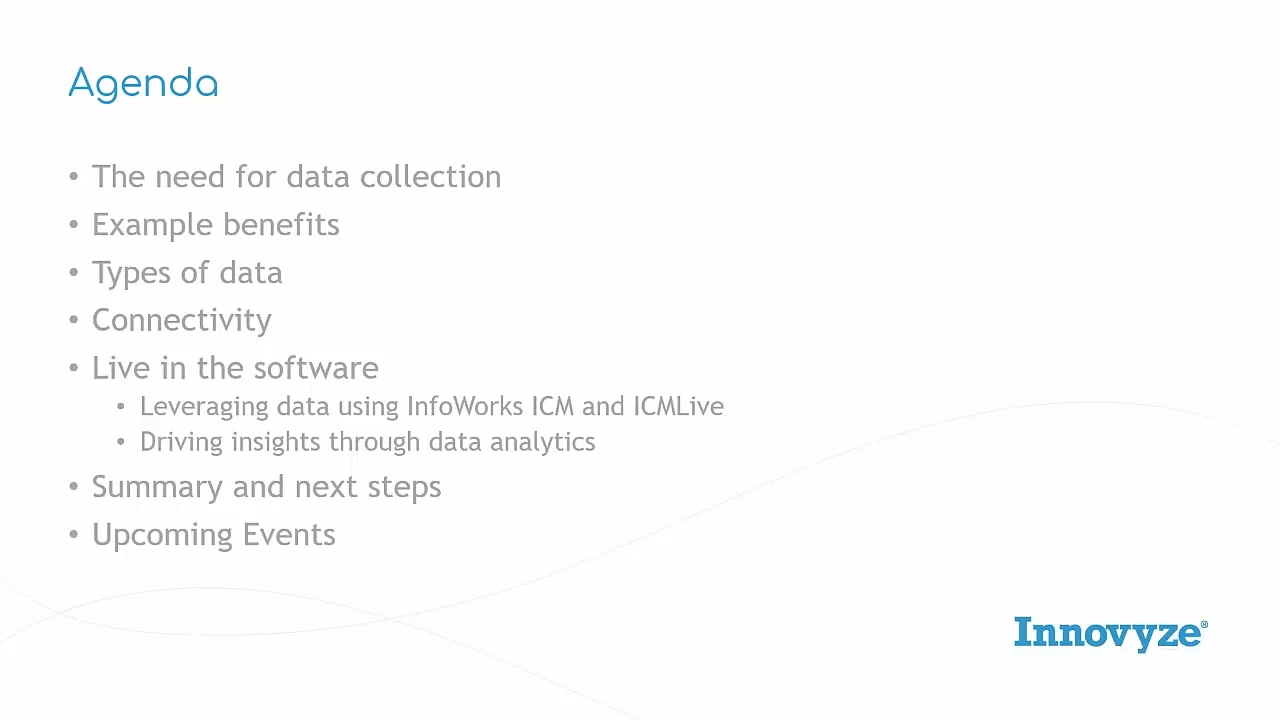 Agenda
• The need for data collection
• Example benefits
• Types of data
• Connectivity
• Live in the software
• Leveraging data using InfoWorks ICM and ICMLive
• Driving insights through data analytics
• Summary and next steps
• Upcoming Events
Innovyze®